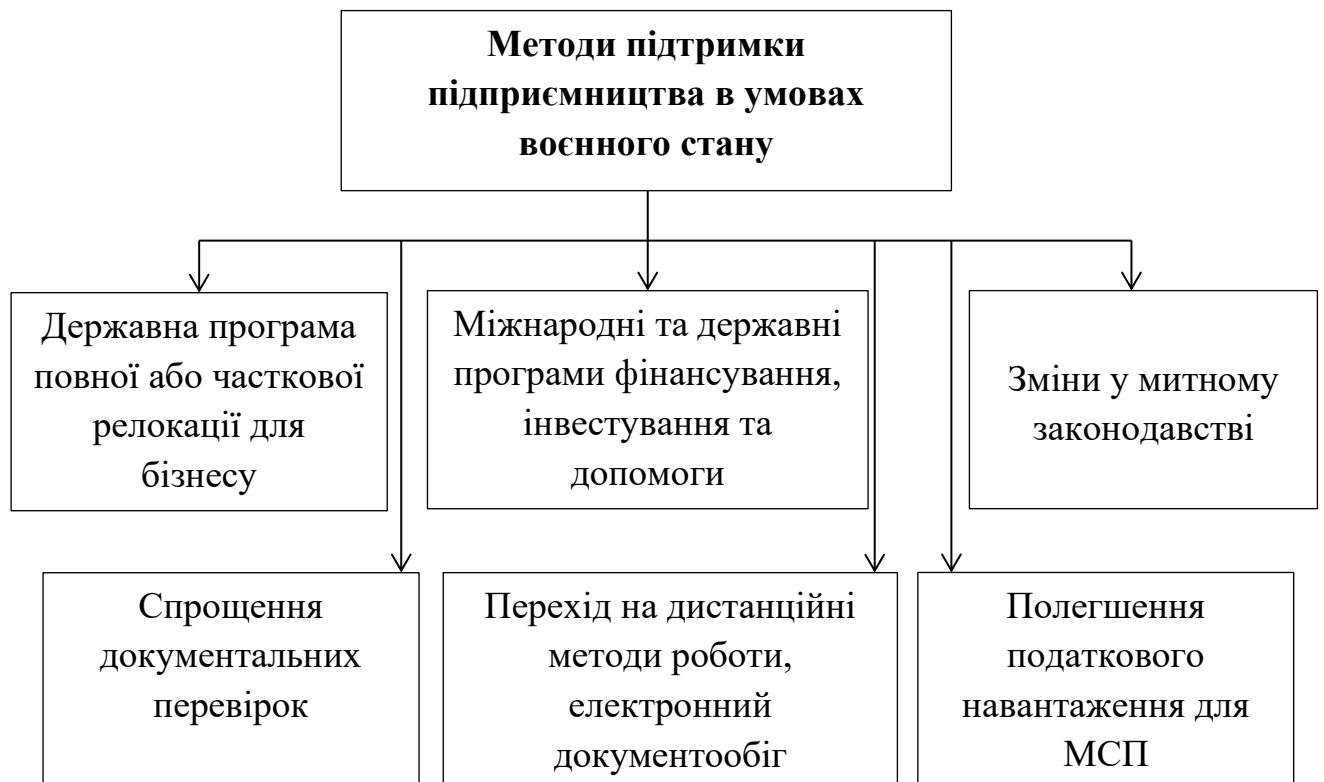 Методи підтримки
підприємництва в умовах
воєнного стану
Державна програма
повної або часткової
релокації для
бізнесу
Міжнародні та державні
програми фінансування,
інвестування та
допомоги
Зміни у митному
законодавстві
Спрощення
документальних
перевірок
Перехід на дистанційні
методи роботи,
електронний
документообіг
Полегшення
податкового
навантаження для
МСП